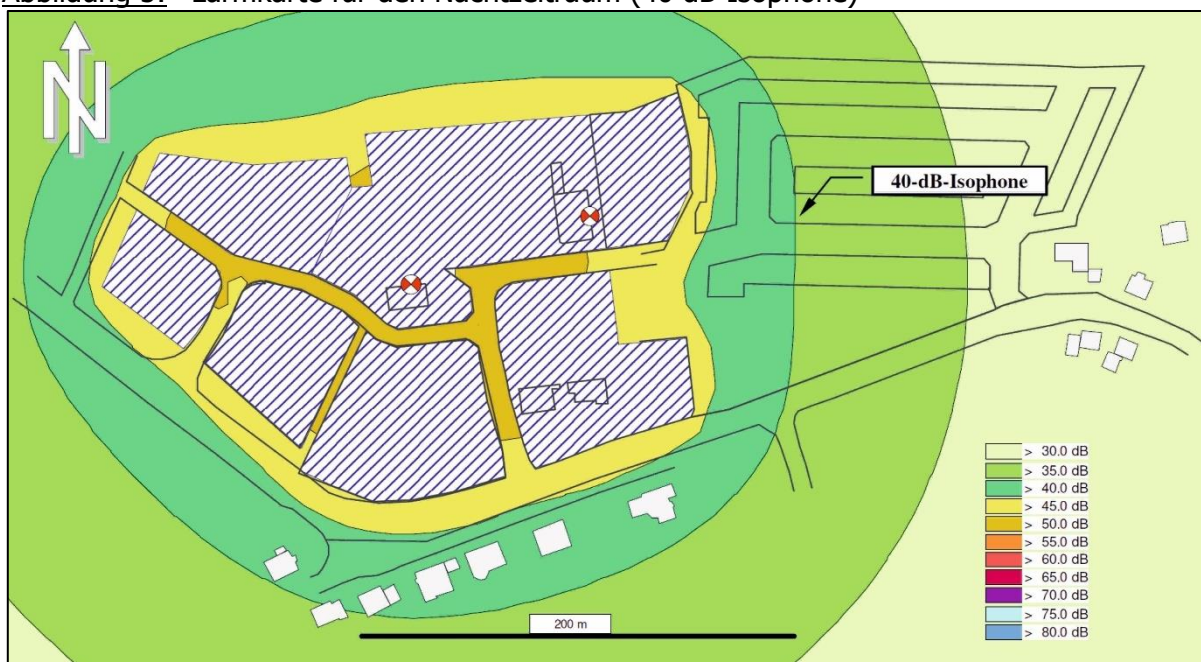 Abbildung 3: Lärmkarte für den Nachtzeitraum (40-dB-Isophone)
N
40-dB-Isophone
> 30.0 dB
> 35.0 dB
> 40.0 dB
> 45.0 dB
> 50.0 dB
> 55.0 dB
> 60.0 dB
> 65.0 dB
> 70.0 dB
> 75.0 dB
> 80.0 dB
200 m